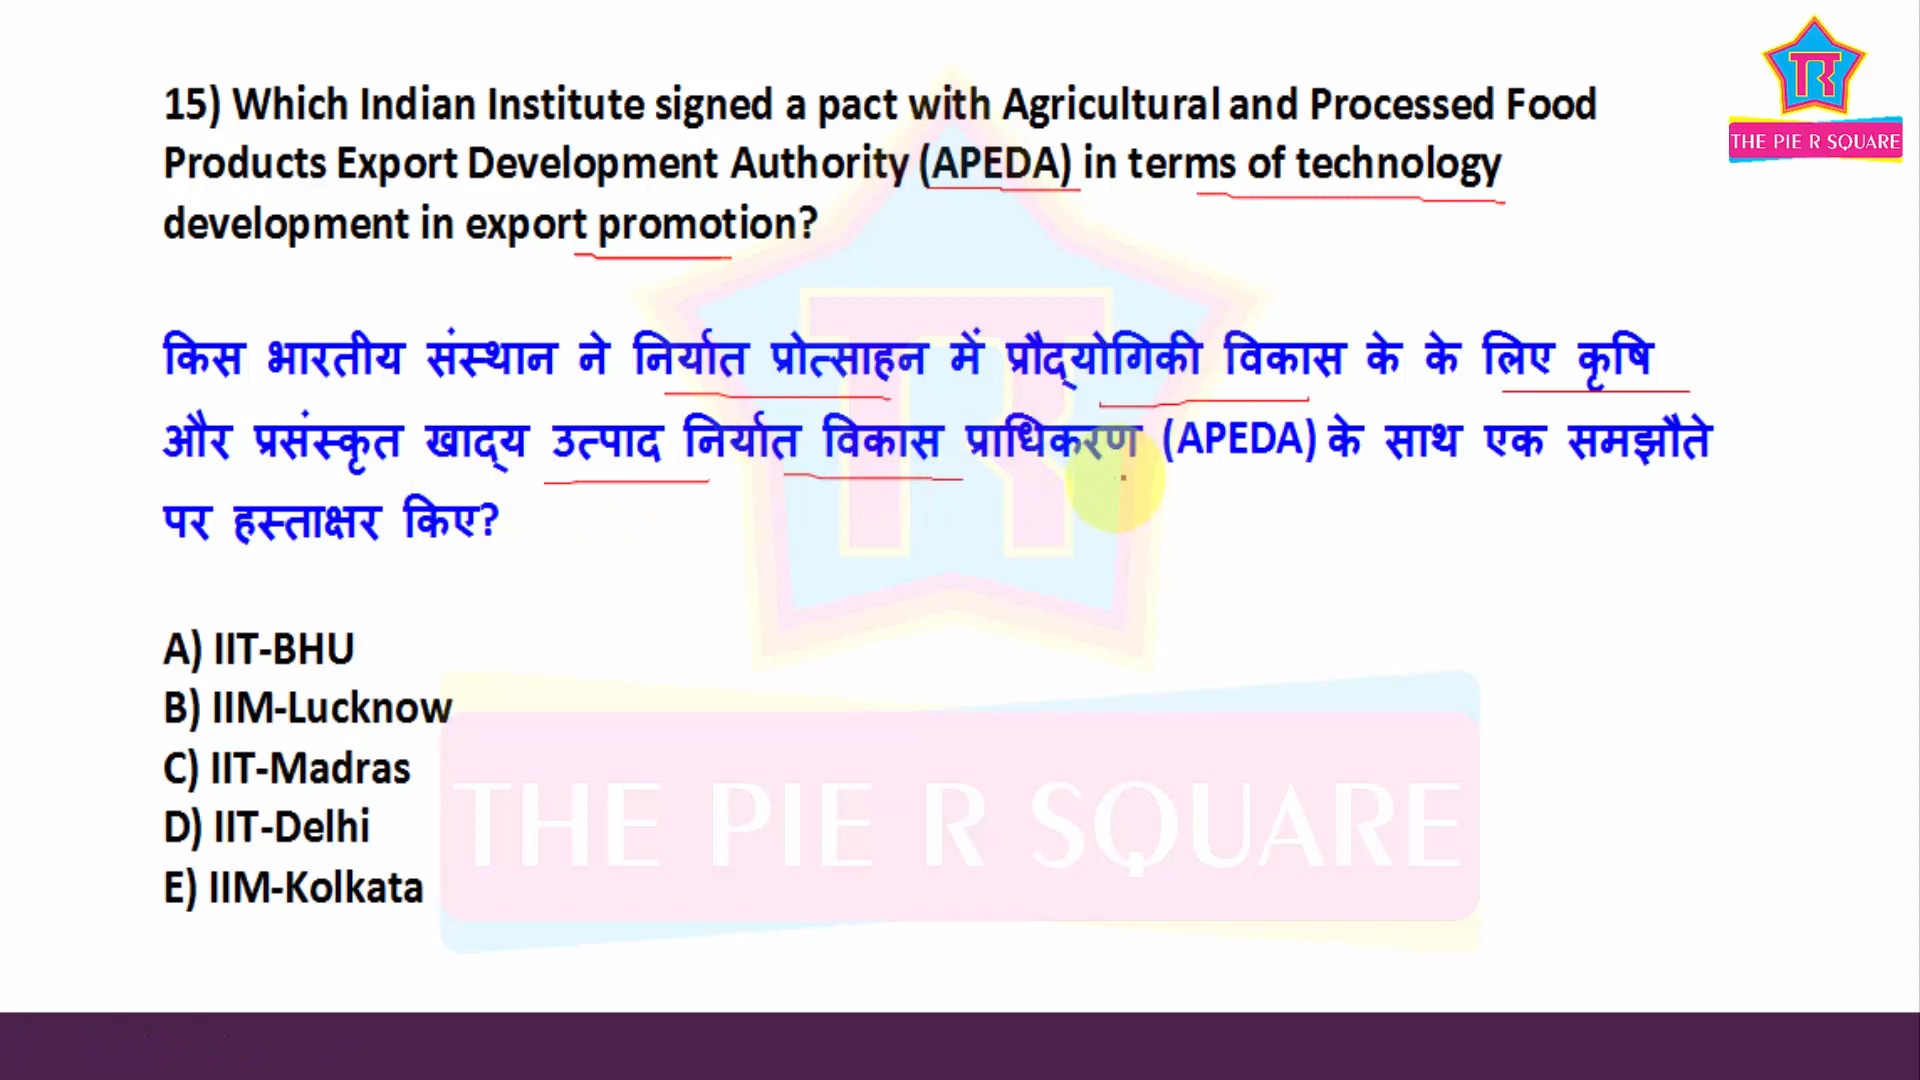 THE PIE R SQUARE
15) Which Indian Institute signed a pact with Agricultural and Processed Food
Products Export Development Authority (APEDA) in terms of technology
development in export promotion?
किस भारतीय संस्थान ने निर्यात प्रोत्साहन में प्रौद्योगिकी विकास के के लिए कृषि
और प्रसंस्कृत खाद्य उत्पाद निर्यात विकास प्राधिकरण (APEDA) के साथ एक समझौते
पर हस्ताक्षर किए?
A) IIT-BHU
B) IIM-Lucknow
C) IIT-Madras
D) IIT-Delhi
E) IIM-Kolkata
THE PIE R SQUARE